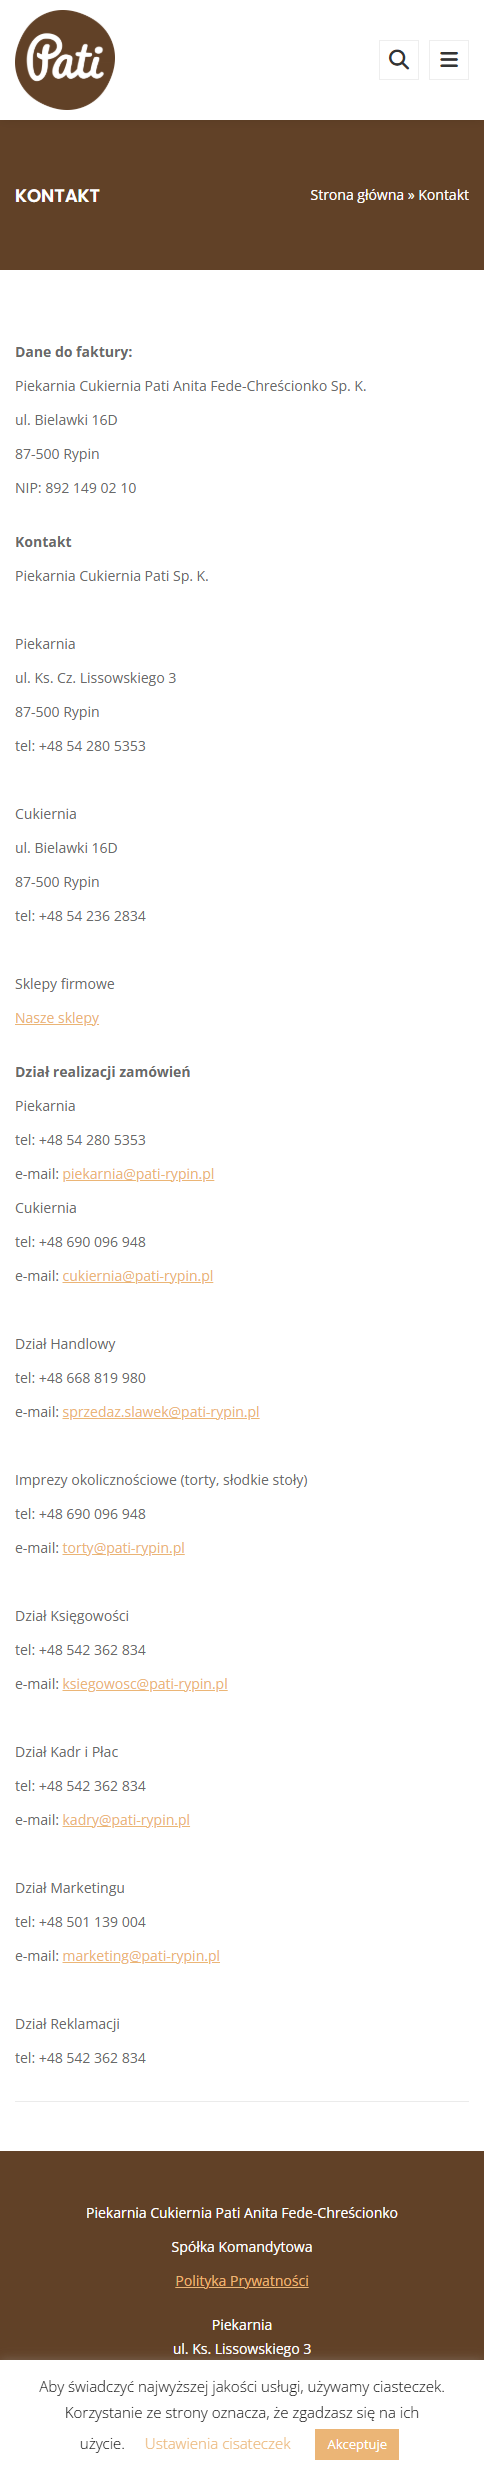 Pati
KONTAKT
Strona główna » Kontakt
Dane do faktury:
Piekarnia Cukiernia Pati Anita Fede-Chreścionko Sp. K.
ul. Bielawki 16D
87-500 Rypin
NIP: 892 149 02 10
Kontakt
Piekarnia Cukiernia Pati Sp. K.
Piekarnia
ul. Ks. Cz. Lissowskiego 3
87-500 Rypin
tel: +48 54 280 5353
Cukiernia
ul. Bielawki 16D
87-500 Rypin
tel: +48 54 236 2834
Sklepy firmowe
Nasze sklepy
Dział realizacji zamówień
Piekarnia
tel: +48 54 280 5353
e-mail: piekarnia@pati-rypin.pl
Cukiernia
tel: +48 690 096 948
e-mail: cukiernia@pati-rypin.pl
Dział Handlowy
tel: +48 668 819 980
e-mail: sprzedaz.slawek@pati-rypin.pl
Imprezy okolicznościowe (torty, słodkie stoły)
tel: +48 690 096 948
e-mail: torty@pati-rypin.pl
Dział Księgowości
tel: +48 542 362 834
e-mail: ksiegowosc@pati-rypin.pl
Dział Kadr i Płac
tel: +48 542 362 834
e-mail: kadry@pati-rypin.pl
Dział Marketingu
tel: +48 501 139 004
e-mail: marketing@pati-rypin.pl
Dział Reklamacji
tel: +48 542 362 834
Piekarnia Cukiernia Pati Anita Fede-Chreścionko
Spółka Komandytowa
Polityka Prywatności
Piekarnia
ul. Ks. Lissowskiego 3
Aby świadczyć najwyższej jakości usługi, używamy ciasteczek.
Korzystanie ze strony oznacza, że zgadzasz się na ich
użycie. Ustawienia cisateczek Akceptuje